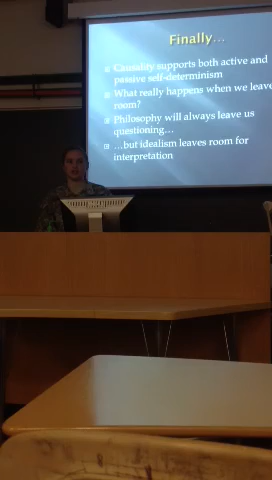 Finally...
Causality supports both active and
passive self-determinism
What really happens when we leave
room?
Philosophy will always leave us
questioning...
...but idealism leaves room for
interpretation